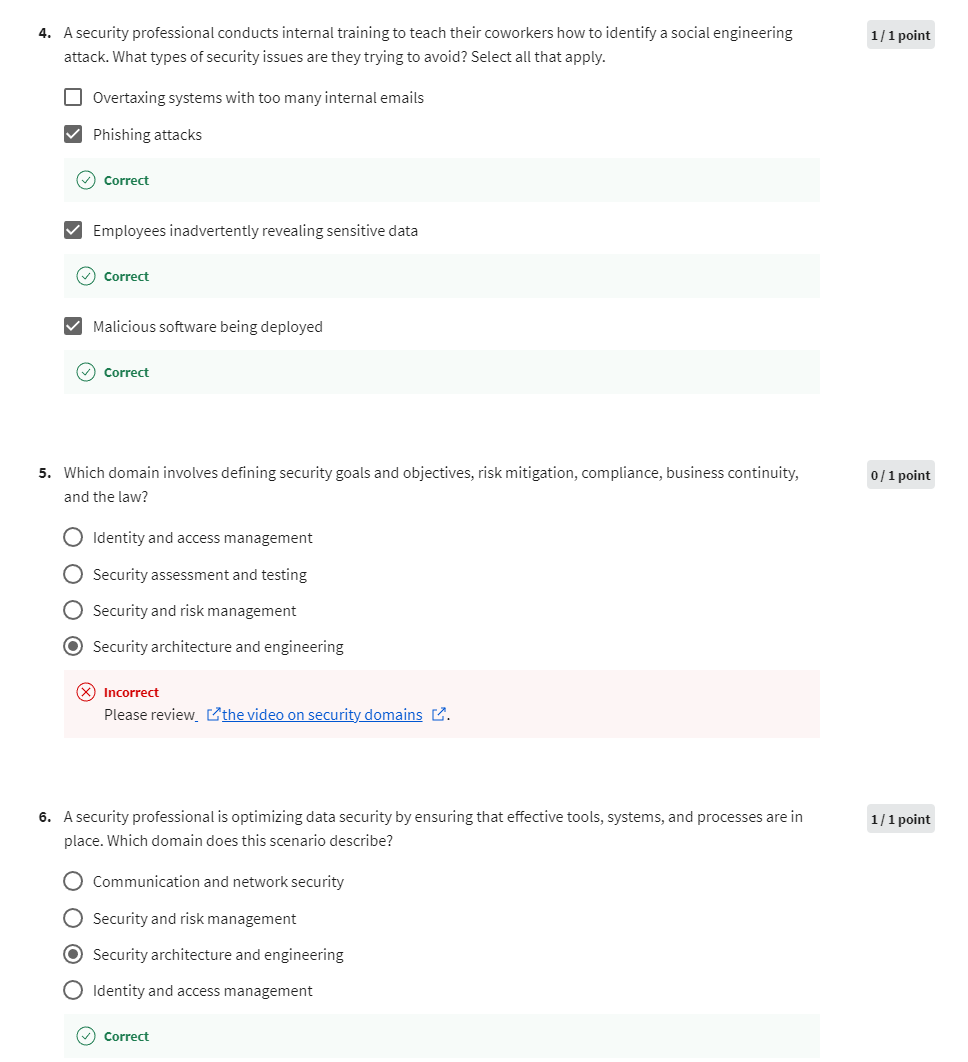 4. A security professional conducts internal training to teach their coworkers how to identify a social engineering
1 / 1 point
attack. What types of security issues are they trying to avoid? Select all that apply.
Overtaxing systems with too many internal emails
Phishing attacks
Correct
Employees inadvertently revealing sensitive data
Correct
Malicious software being deployed
Correct
5. Which domain involves defining security goals and objectives, risk mitigation, compliance, business continuity,
0 / 1 point
and the law?
Identity and access management
Security assessment and testing
Security and risk management
Security architecture and engineering
Incorrect
Please review the video on security domains .
6. A security professional is optimizing data security by ensuring that effective tools, systems, and processes are in
1 / 1 point
place. Which domain does this scenario describe?
Communication and network security
Security and risk management
Security architecture and engineering
Identity and access management
Correct